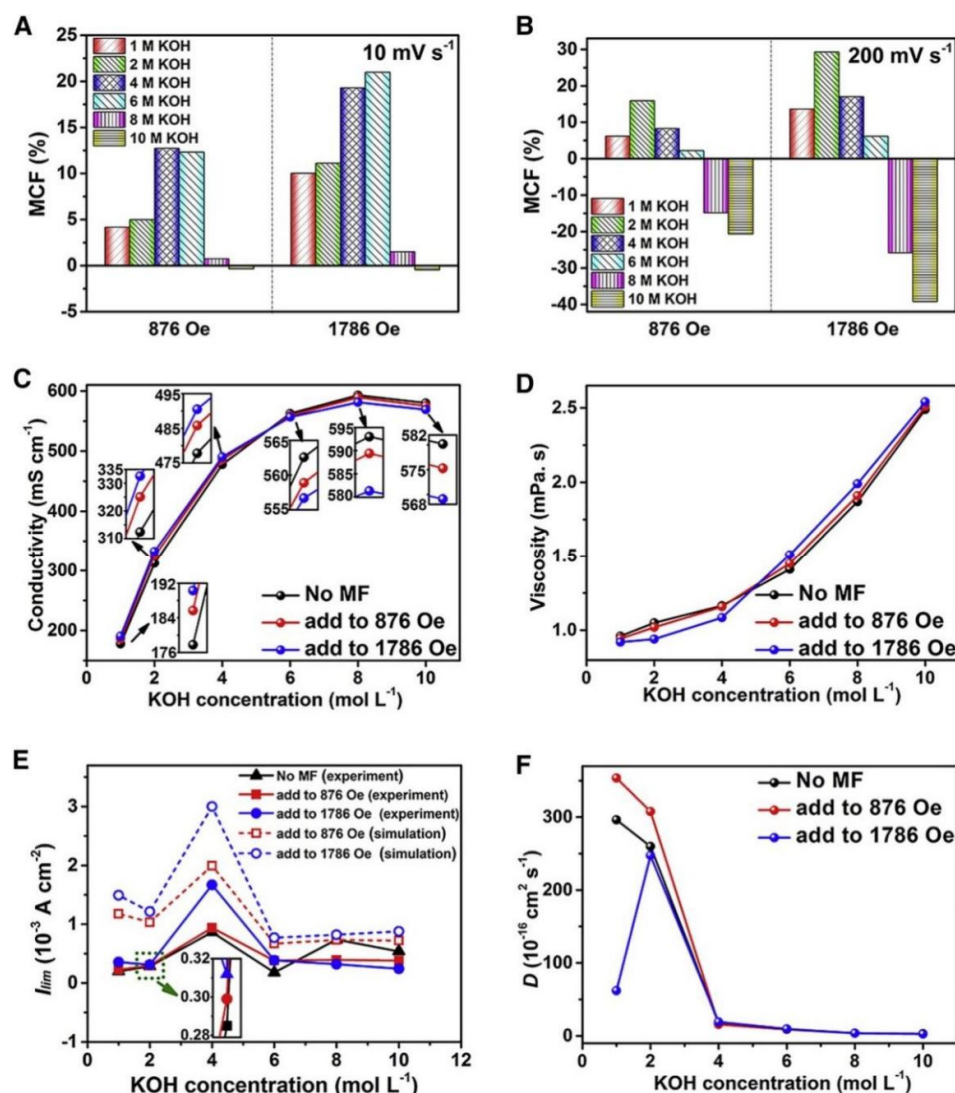 A
10 mV s⁻¹
1 M KOH
2 M KOH
4 M KOH
6 M KOH
8 M KOH
10 M KOH
MCF (%)
25
20
15
10
5
0
-5
876 Oe
1786 Oe
B
200 mV s⁻¹
MCF (%)
30
20
10
0
-10
-20
-30
-40
1 M KOH
2 M KOH
4 M KOH
6 M KOH
8 M KOH
10 M KOH
876 Oe
1786 Oe
C
Conductivity (mS cm⁻¹)
600
500
400
300
200
495
485
475
335
330
320
310
192
184
176
565
560
555
595
590
585
580
582
575
568
No MF
add to 876 Oe
add to 1786 Oe
0 2 4 6 8 10
KOH concentration (mol L⁻¹)
D
Viscosity (mPa. s)
2.5
2.0
1.5
1.0
No MF
add to 876 Oe
add to 1786 Oe
0 2 4 6 8 10
KOH concentration (mol L⁻¹)
E
Ilim (10⁻³ A cm⁻²)
3
2
1
0
-1
No MF (experiment)
add to 876 Oe (experiment)
add to 1786 Oe (experiment)
add to 876 Oe (simulation)
add to 1786 Oe (simulation)
0.32
0.30
0.28
0 2 4 6 8 10 12
KOH concentration (mol L⁻¹)
F
D (10⁻¹⁶ cm² s⁻¹)
300
150
0
No MF
add to 876 Oe
add to 1786 Oe
0 2 4 6 8 10
KOH concentration (mol L⁻¹)